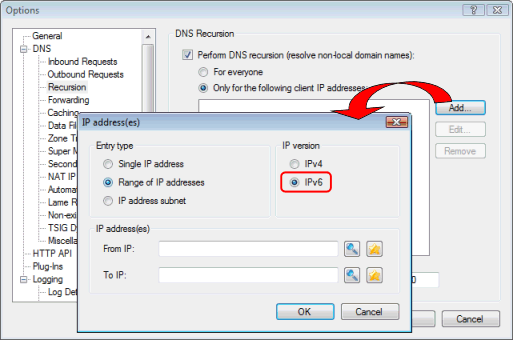 Options
General
DNS
Inbound Requests
Outbound Requests
Recursion
Forwarding
Caching
Data Fil
Zone T
Super M
Second
NAT IP
Automa
Lame R
Non-exi
TSIG D
Miscella
HTTP API
Plug-Ins
Logging
Log De
DNS Recursion
Perform DNS recursion (resolve non-local domain names):
For everyone
Only for the following client IP addresses:
Add...
Edit...
Remove
IP address(es)
Entry type
Single IP address
Range of IP addresses
IP address subnet
IP version
IPv4
IPv6
IP address(es)
From IP:
To IP:
OK
Cancel
0
Cancel